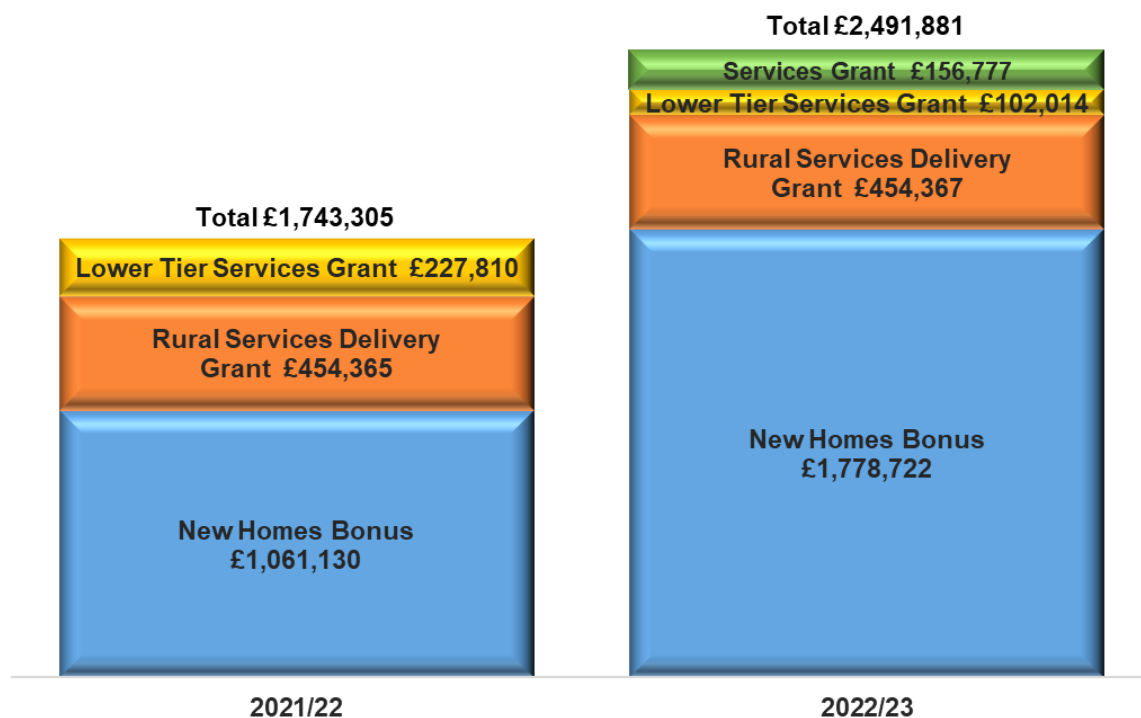 Total £2,491,881
Services Grant £156,777
Lower Tier Services Grant £102,014
Rural Services Delivery
Grant £454,367
New Homes Bonus
£1,778,722
Total £1,743,305
Lower Tier Services Grant £227,810
Rural Services Delivery
Grant £454,365
New Homes Bonus
£1,061,130
2021/22
2022/23